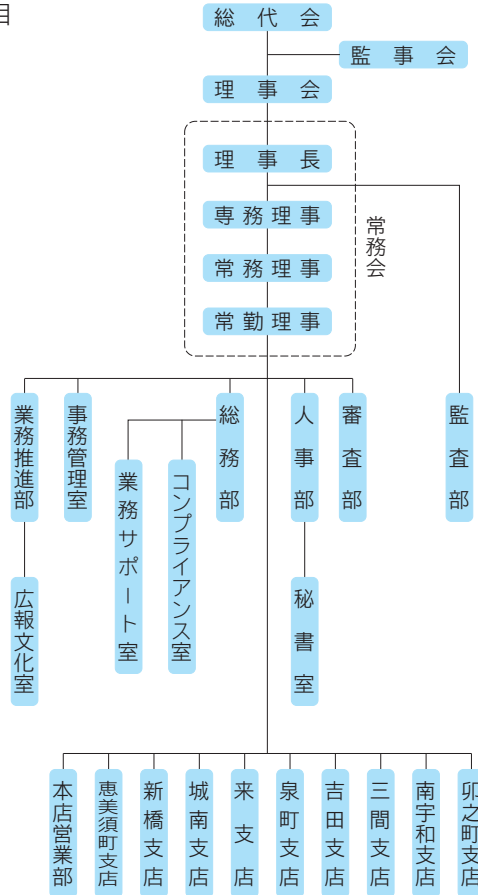 総代会
監事会
理事会
理事長
専務理事
常務理事
常勤理事
常務会
業務推進部
事務管理室
総務部
人事部
審査部
監査部
業務サポート室
コンプライアンス室
広報文化室
秘書室
本店営業部
恵美須町支店
新橋支店
城南支店
来支店
泉町支店
吉田支店
三間支店
南宇和支店
卯之町支店